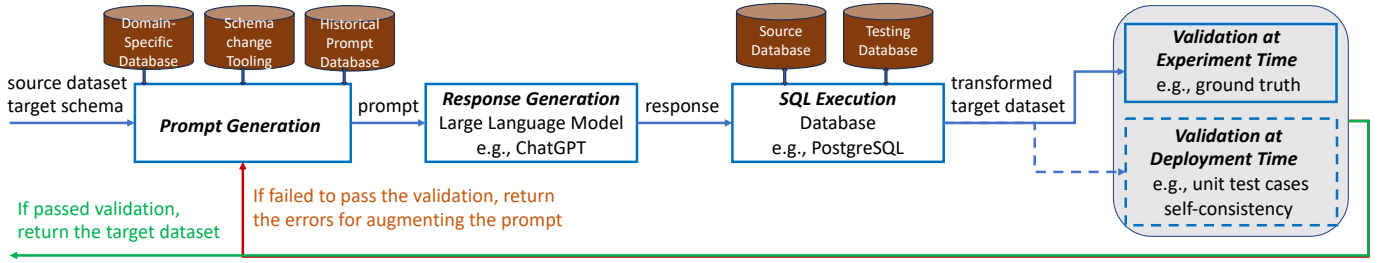 Domain-
Specific
Database
Schema
change
Tooling
Historical
Prompt
Database
Source
Database
Testing
Database
source dataset
target schema
Prompt Generation
prompt
Response Generation
Large Language Model
e.g., ChatGPT
response
SQL Execution
Database
e.g., PostgreSQL
transformed
target dataset
Validation at
Experiment Time
e.g., ground truth
Validation at
Deployment Time
e.g., unit test cases
self-consistency
If passed validation,
return the target dataset
If failed to pass the validation, return
the errors for augmenting the prompt